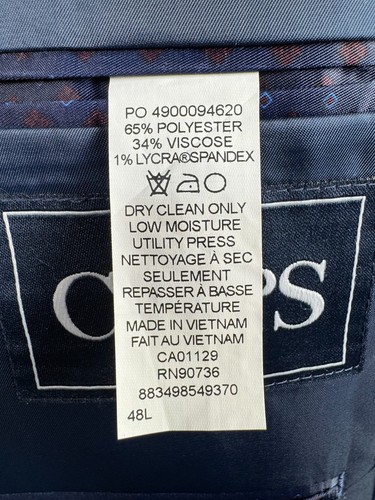 PO 4900094620
65% POLYESTER
34% VISCOSE
1% LYCRA®SPANDEX
DRY CLEAN ONLY
LOW MOISTURE
UTILITY PRESS
NETTOYAGE À SEC
SEULEMENT
REPASSER À BASSE
TEMPÉRATURE
MADE IN VIETNAM
FAIT AU VIETNAM
CA01129
RN90736
883498549370
48L